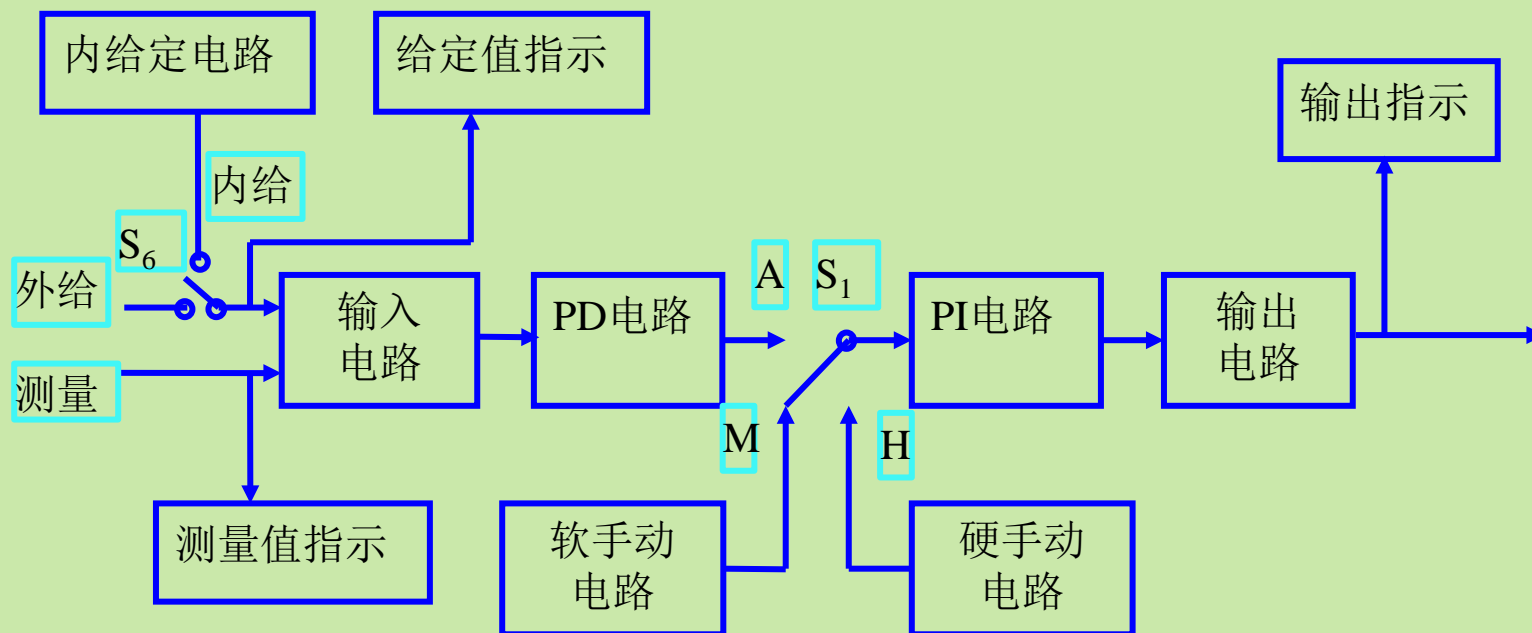 内给定电路
给定值指示
输出指示
内给
S₆
外给
A
S₁
输入
电路
PD电路
PI电路
输出
电路
测量
M
H
测量值指示
软手动
电路
硬手动
电路